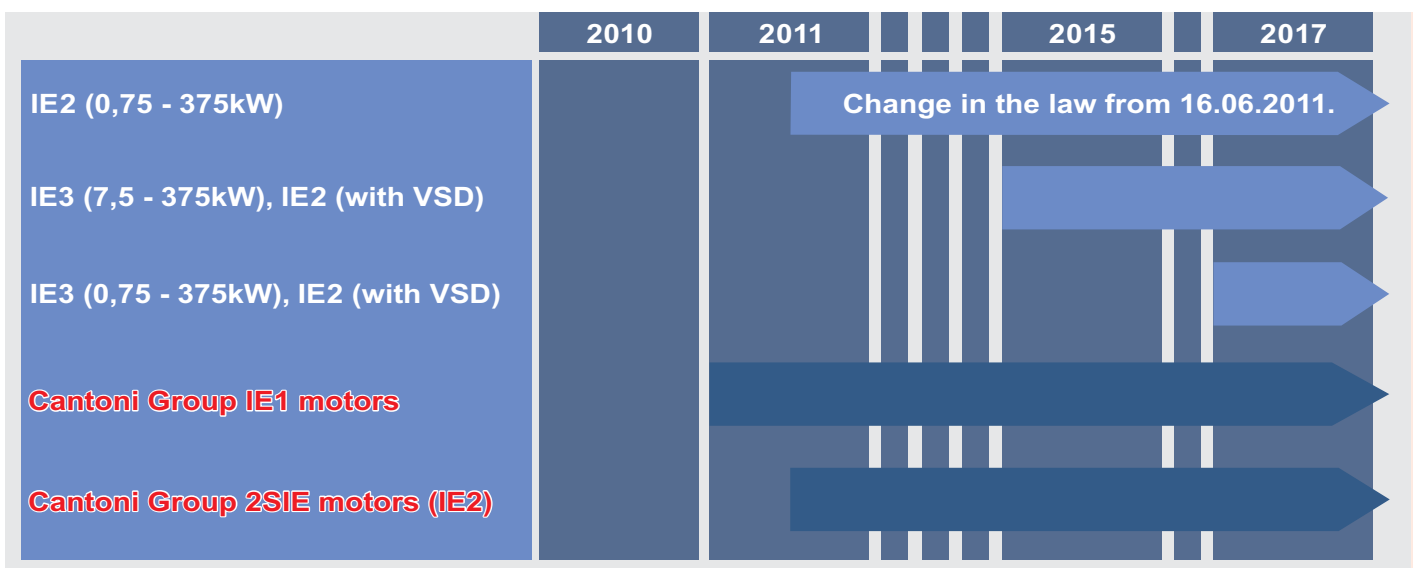 2010 2011 2015 2017
IE2 (0,75 - 375kW)
Change in the law from 16.06.2011.
IE3 (7,5 - 375kW), IE2 (with VSD)
IE3 (0,75 - 375kW), IE2 (with VSD)
Cantoni Group IE1 motors
Cantoni Group 2SIE motors (IE2)